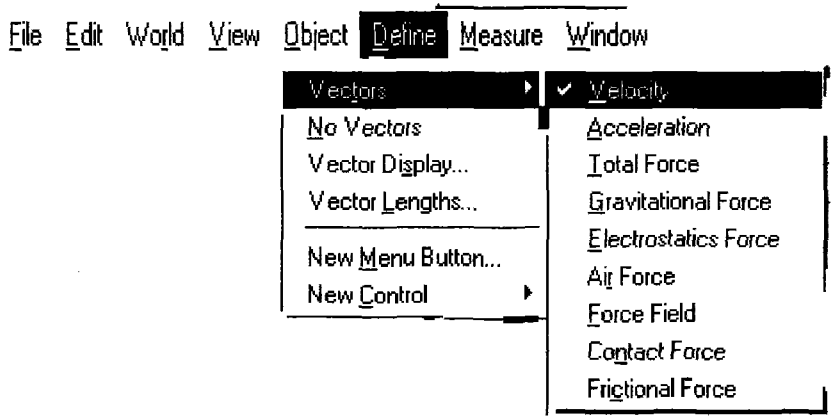 File Edit World View Object Define Measure Window
Vectors
No Vectors
Vector Display...
Vector Lengths...
New Menu Button...
New Control
✓ Velocity
Acceleration
Total Force
Gravitational Force
Electrostatics Force
Air Force
Force Field
Contact Force
Frictional Force